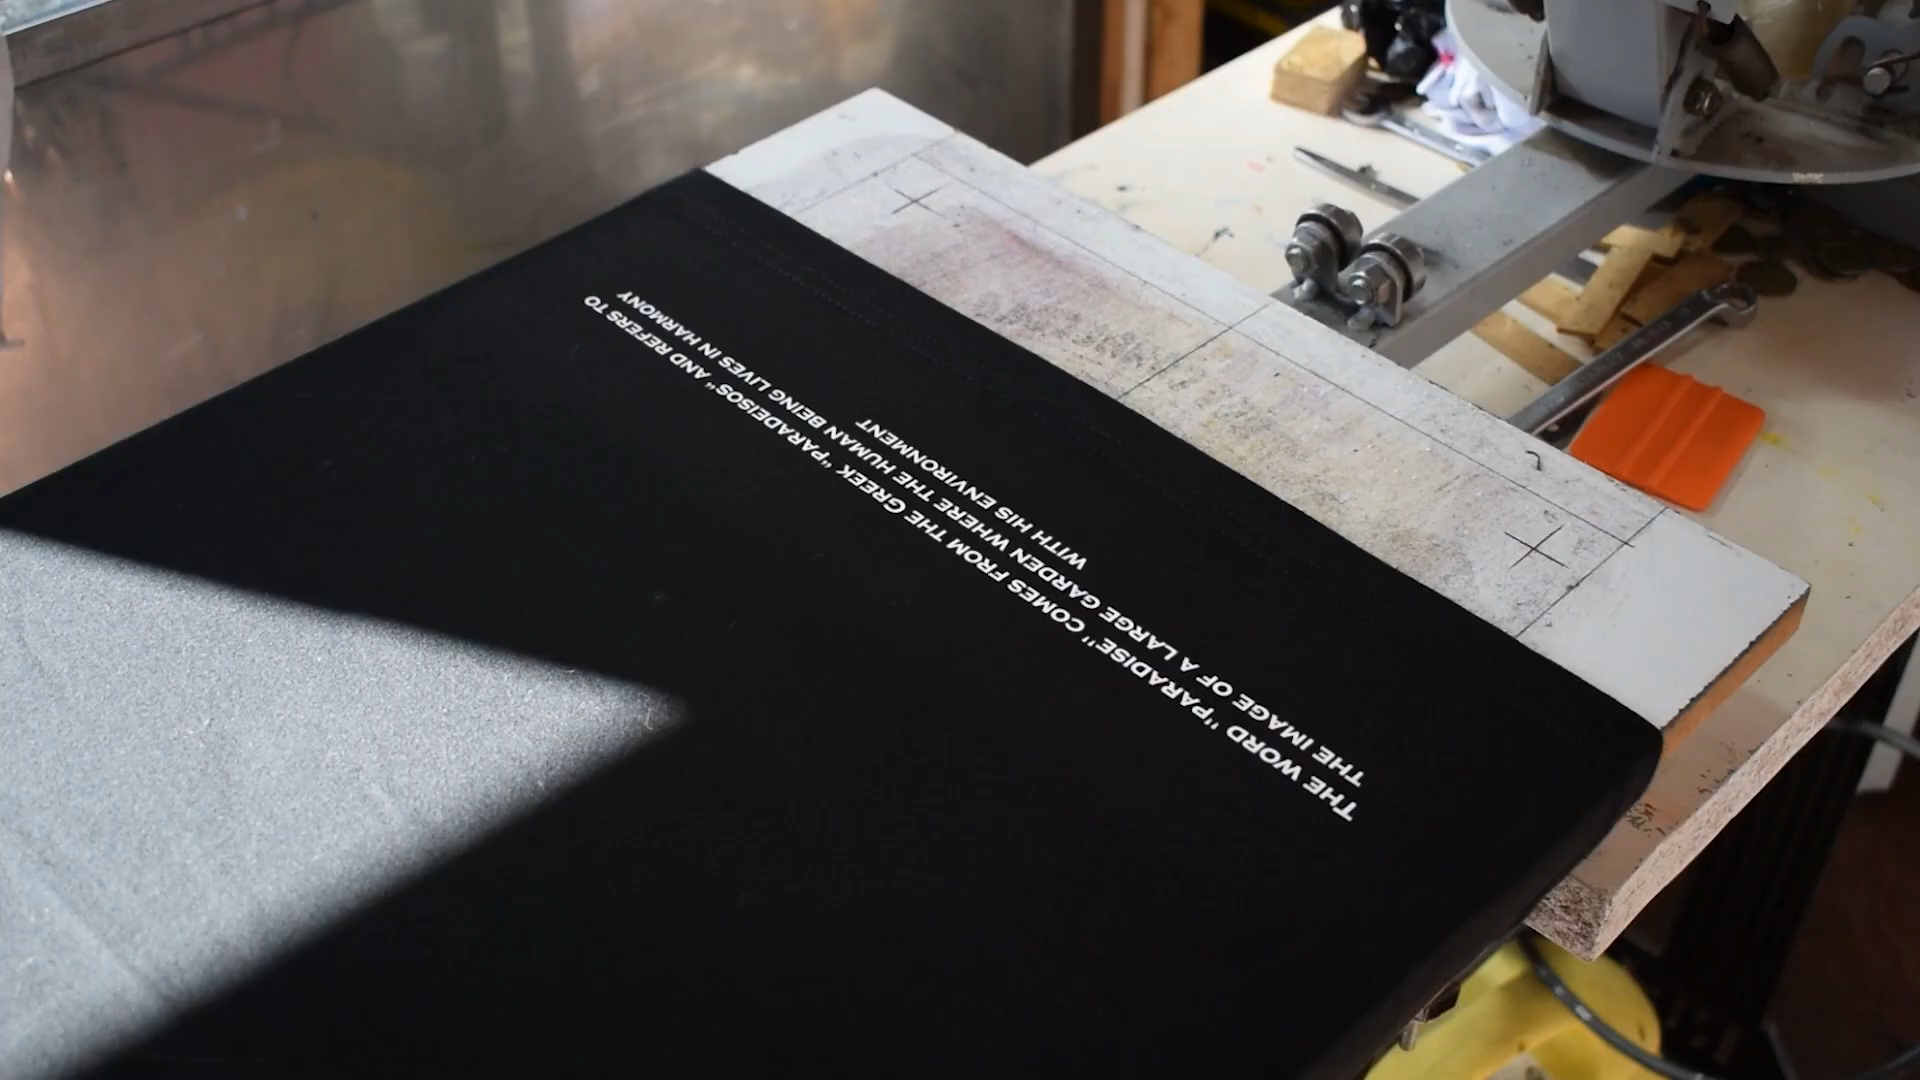 THE WORD "PARADISE" COMES FROM THE GREEK "PARADEISOS" AND REFERS TO
THE IMAGE OF A LARGE GARDEN WHERE THE HUMAN BEING LIVES IN HARMONY
WITH HIS ENVIRONMENT